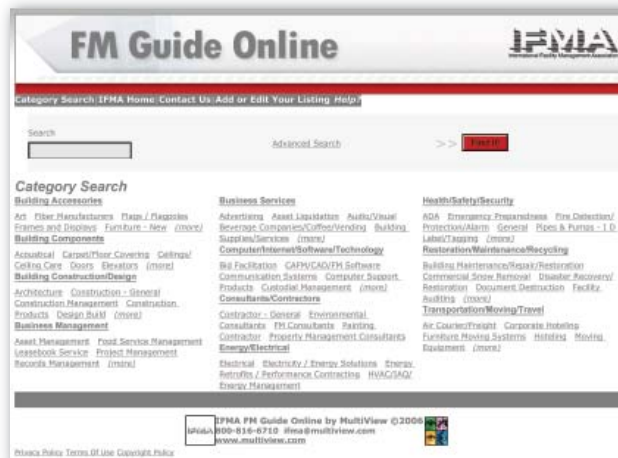 FM Guide Online
IFMA
International Facility Management Association
Category Search|IFMA Home|Contact Us|Add or Edit Your Listing Help?
Search
Advanced Search
>> Find It!
Category Search
Building Accessories
Art Fiber Manufacturers Flags / Flagpoles
Frames and Displays Furniture - New (more)
Building Components
Acoustical Carpet/Floor Covering Ceilings/
Ceiling Care Doors Elevators (more)
Building Construction/Design
Architecture Construction - General
Construction Management Construction
Products Design Build (more)
Business Management
Asset Management Food Service Management
Leasebook Service Project Management
Records Management (more)
Business Services
Advertising Asset Liquidation Audio/Visual
Beverage Companies/Coffee/Vending Building
Supplies/Services (more)
Computer/Internet/Software/Technology
Bid Facilitation CAFM/CAD/FM Software
Communication Systems Computer Support
Products Custodial Management (more)
Consultants/Contractors
Contractor - General Environmental
Consultants FM Consultants Painting
Contractor Property Management Consultants
Energy/Electrical
Electrical Electricity / Energy Solutions Energy
Retrofits / Performance Contracting HVAC/IAQ/
Energy Management
Health/Safety/Security
ADA Emergency Preparedness Fire Detection/
Protection/Alarm General Pipes & Pumps - I D
Label/Tagging (more)
Restoration/Maintenance/Recycling
Building Maintenance/Repair/Restoration
Commercial Snow Removal Disaster Recovery/
Restoration Document Destruction Facility
Auditing (more)
Transportation/Moving/Travel
Air Courier/Freight Corporate Hoteling
Furniture Moving Systems Hoteling Moving
Equipment (more)
IFMA
IFMA FM Guide Online by MultiView ©2006
800-816-6710 ifma@multiview.com
www.multiview.com
Privacy Policy Terms Of Use Copyright Policy